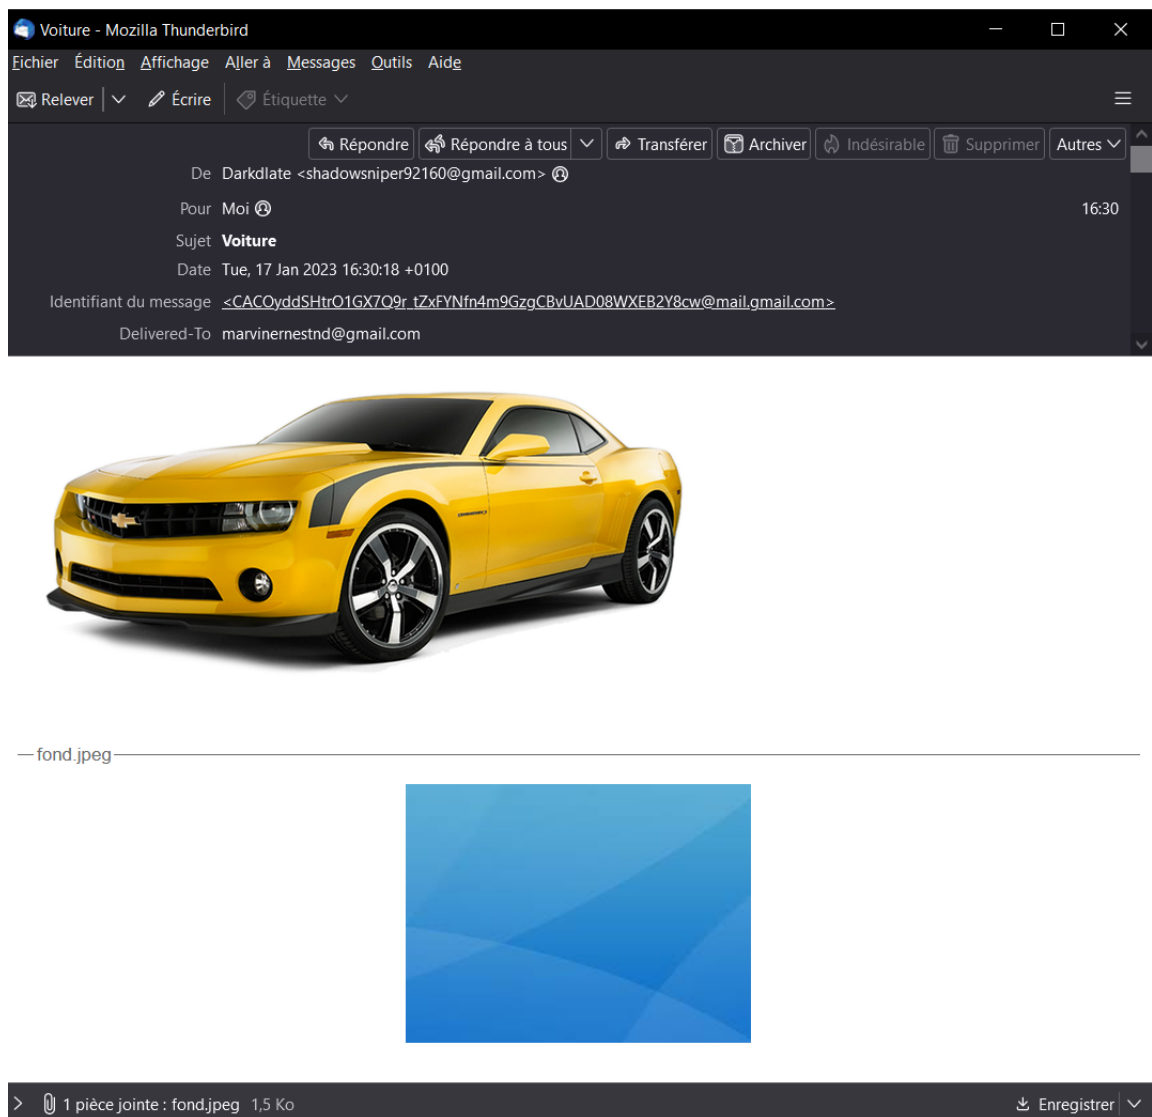 Voiture - Mozilla Thunderbird
Fichier Édition Affichage Aller à Messages Outils Aide
Relever Écrire Étiquette
Répondre Répondre à tous Transférer Archiver Indésirable Supprimer Autres
De Darkdlate <shadowsniper92160@gmail.com>
Pour Moi 16:30
Sujet Voiture
Date Tue, 17 Jan 2023 16:30:18 +0100
Identifiant du message <CACOyddSHtrO1GX7Q9r_tZxFYNfn4m9GzgCBvUAD08WXEB2Y8cw@mail.gmail.com>
Delivered-To marvinernestnd@gmail.com
fond.jpeg
1 pièce jointe : fond.jpeg 1,5 Ko Enregistrer